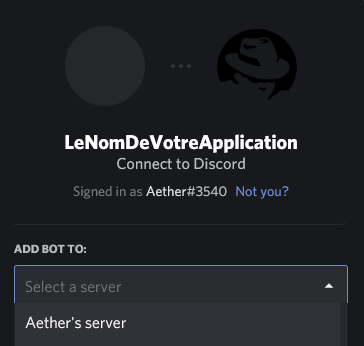 LeNomDeVotreApplication
Connect to Discord
Signed in as Aether#3540 Not you?
ADD BOT TO:
Select a server
Aether's server